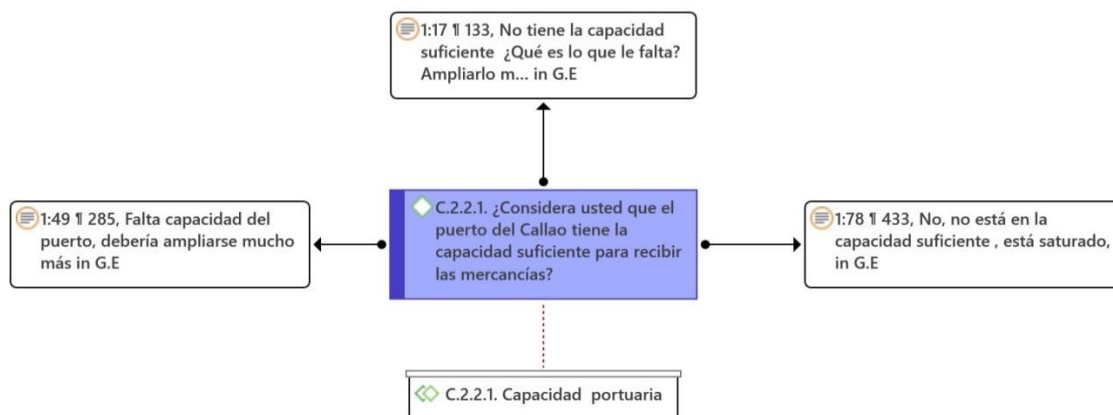 1:17 ¶ 133, No tiene la capacidad
suficiente ¿Qué es lo que le falta?
Ampliarlo m... in G.E
1:49 ¶ 285, Falta capacidad del
puerto, debería ampliarse mucho
más in G.E
C.2.2.1. ¿Considera usted que el
puerto del Callao tiene la
capacidad suficiente para recibir
las mercancías?
1:78 ¶ 433, No, no está en la
capacidad suficiente , está saturado,
in G.E
C.2.2.1. Capacidad portuaria